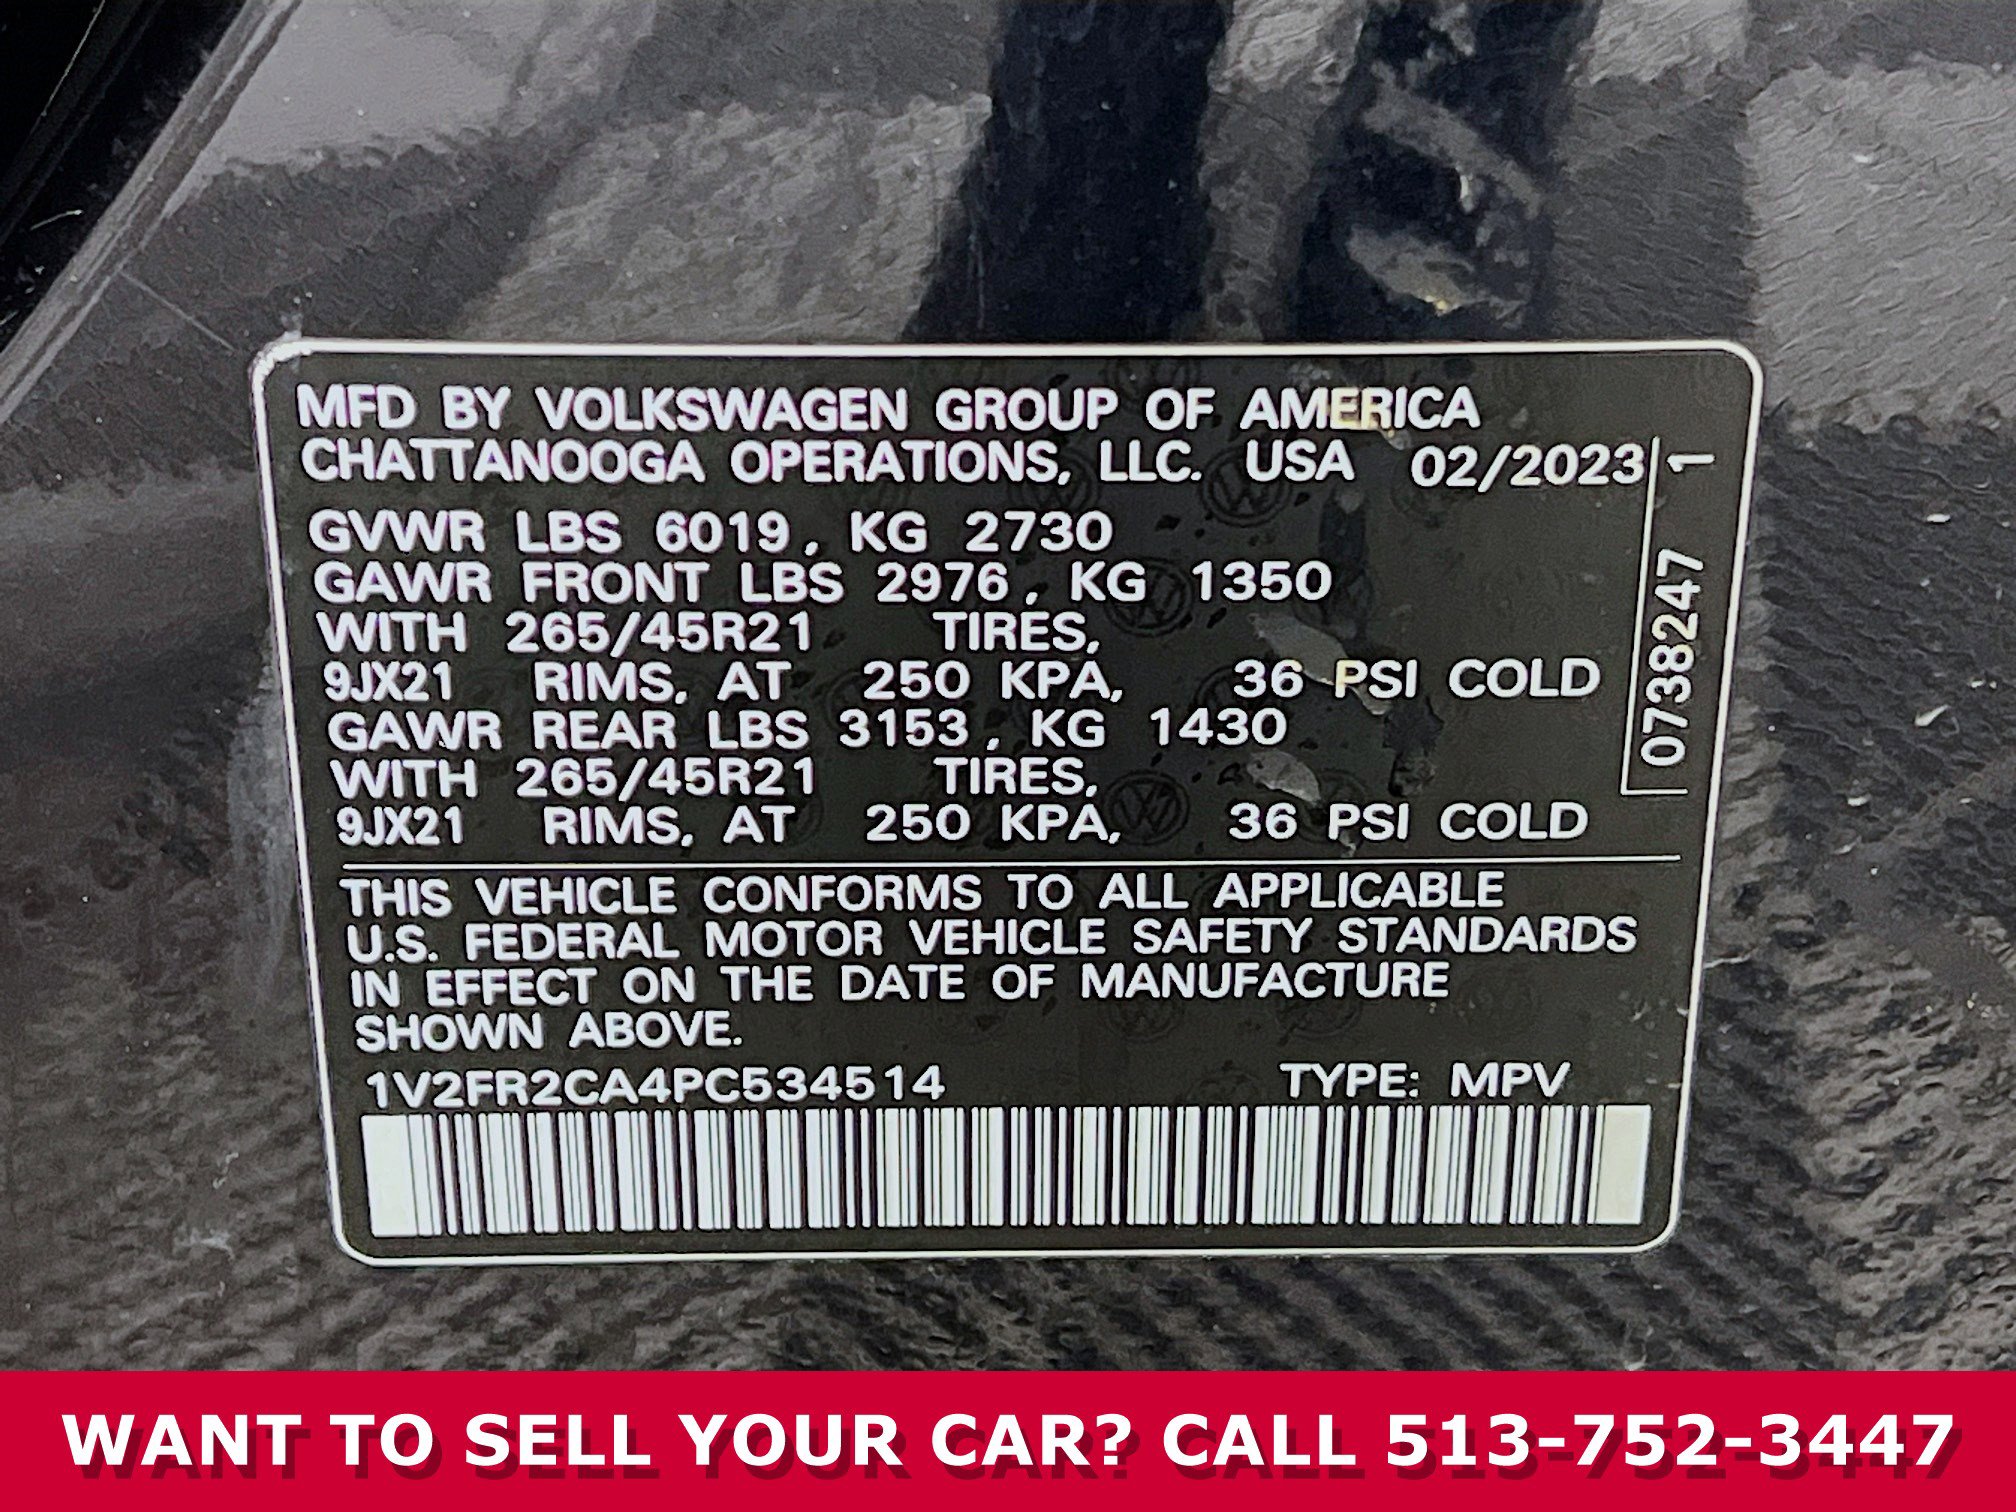 MFD BY VOLKSWAGEN GROUP OF AMERICA
CHATTANOOGA OPERATIONS, LLC. USA 02/2023
GVWR LBS 6019, KG 2730
GAWR FRONT LBS 2976, KG 1350
WITH 265/45R21 TIRES,
9JX21 RIMS, AT 250 KPA, 36 PSI COLD
GAWR REAR LBS 3153, KG 1430
WITH 265/45R21 TIRES,
9JX21 RIMS, AT 250 KPA, 36 PSI COLD
0738247 1
THIS VEHICLE CONFORMS TO ALL APPLICABLE
U.S. FEDERAL MOTOR VEHICLE SAFETY STANDARDS
IN EFFECT ON THE DATE OF MANUFACTURE
SHOWN ABOVE.
1V2FR2CA4PC534514 TYPE: MPV
WANT TO SELL YOUR CAR? CALL 513-752-3447